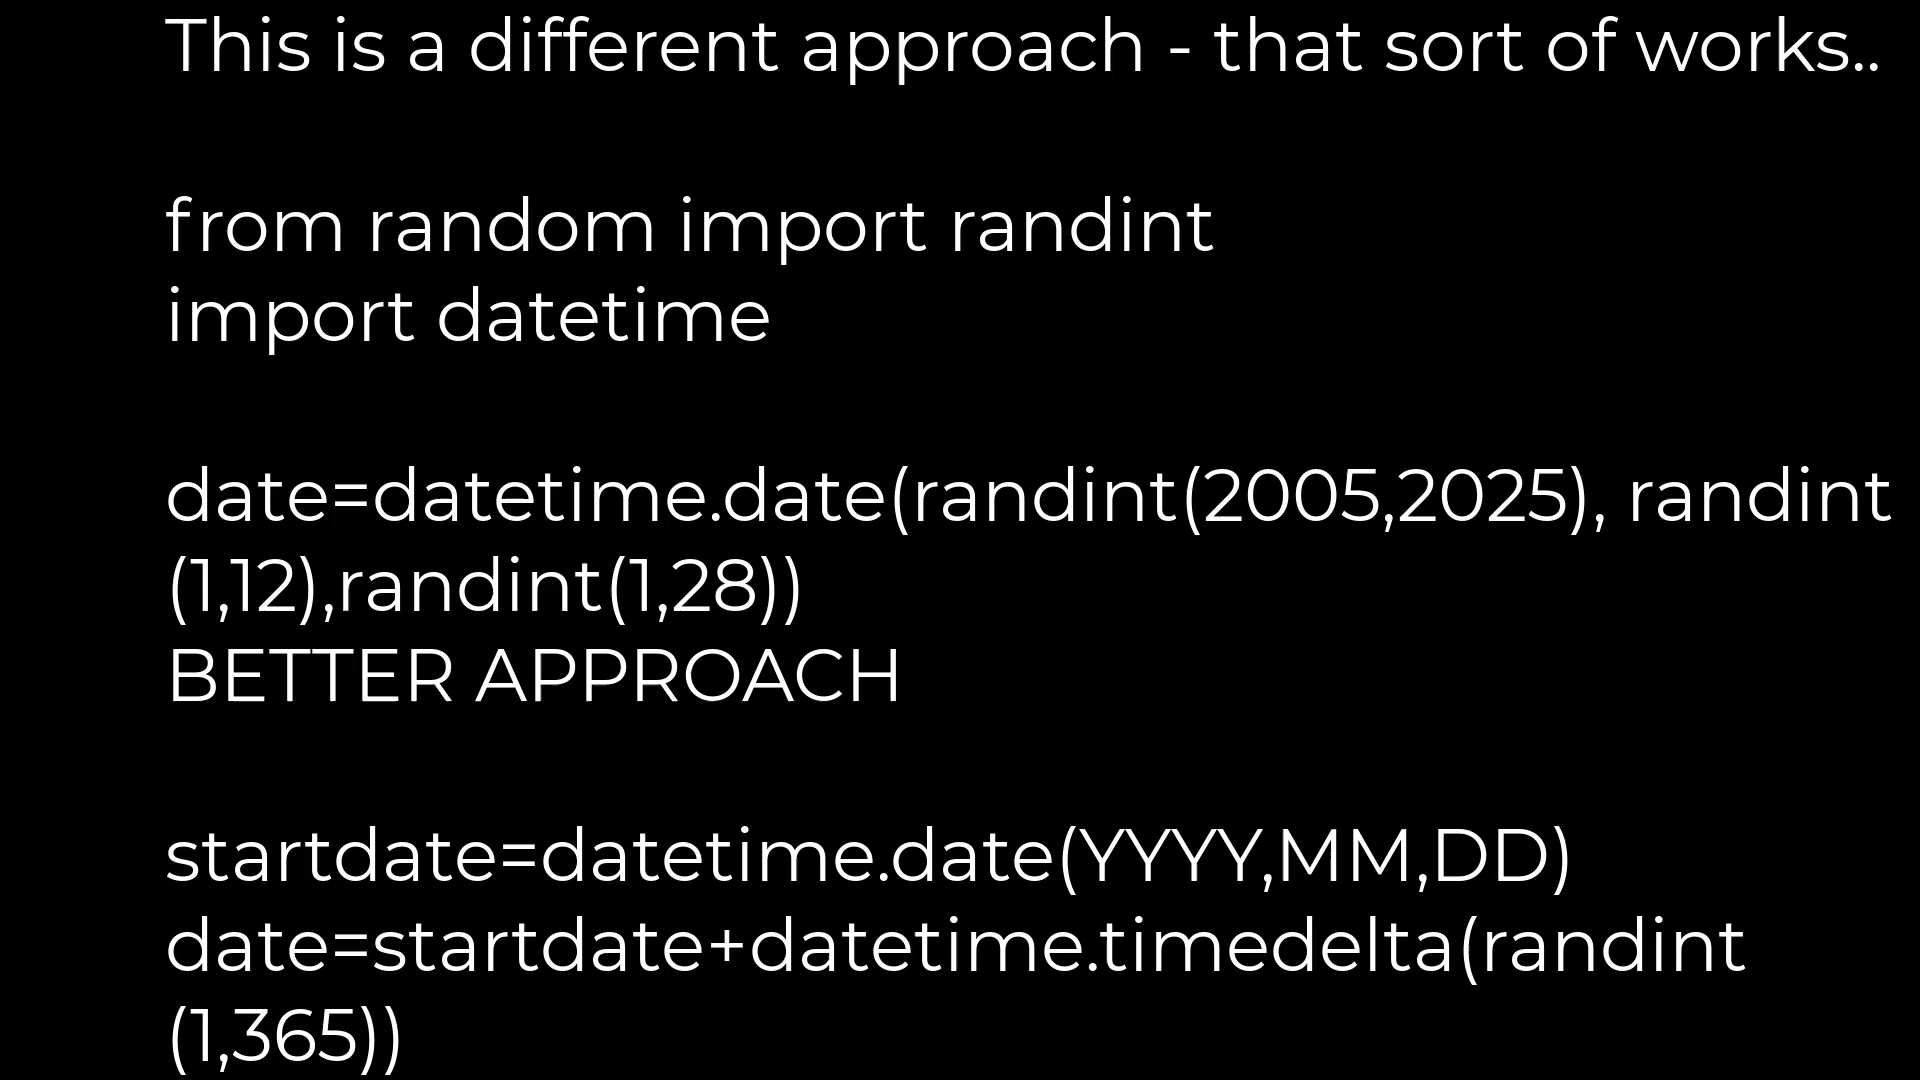 This is a different approach - that sort of works..
from random import randint
import datetime
date=datetime.date(randint(2005,2025), randint
(1,12),randint(1,28))
BETTER APPROACH
startdate=datetime.date(YYYY,MM,DD)
date=startdate+datetime.timedelta(randint
(1,365))